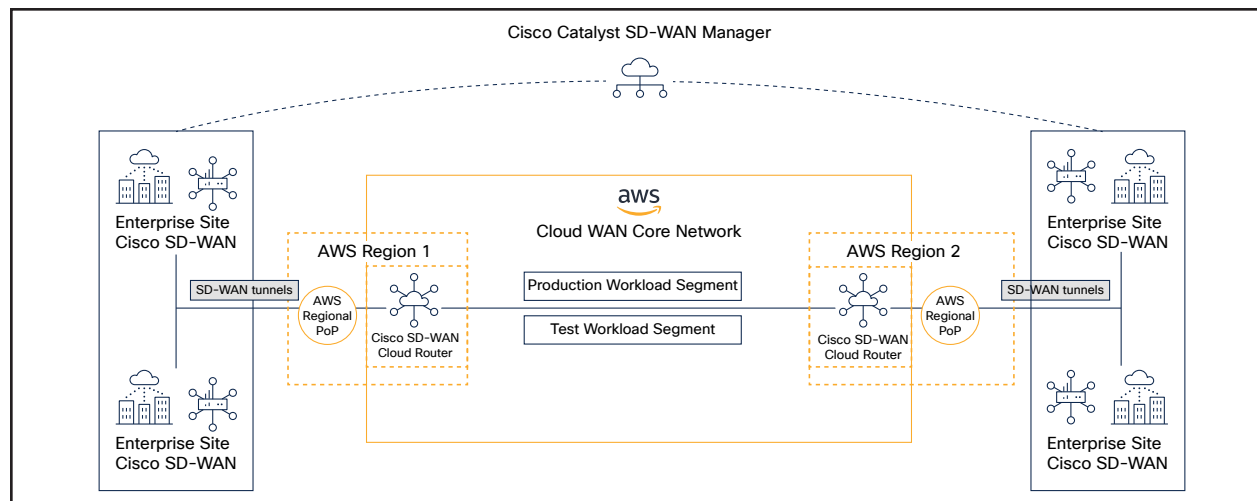 Cisco Catalyst SD-WAN Manager
Enterprise Site
Cisco SD-WAN
Enterprise Site
Cisco SD-WAN
aws
Cloud WAN Core Network
AWS Region 1
AWS Region 2
SD-WAN tunnels
AWS
Regional
PoP
Cisco SD-WAN
Cloud Router
Production Workload Segment
Test Workload Segment
Cisco SD-WAN
Cloud Router
AWS
Regional
PoP
SD-WAN tunnels
Enterprise Site
Cisco SD-WAN
Enterprise Site
Cisco SD-WAN